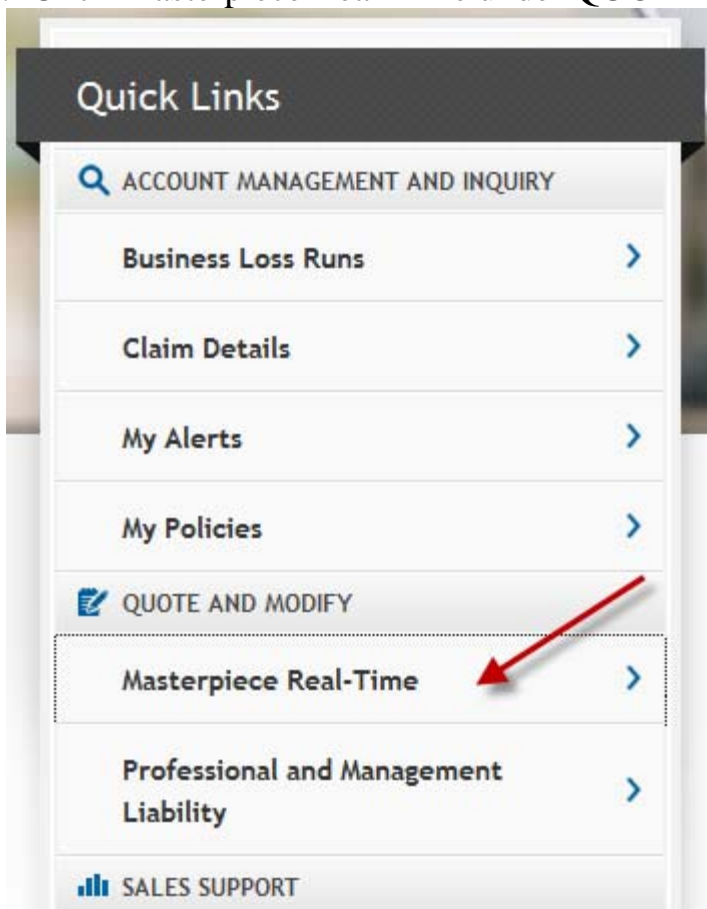 Quick Links
ACCOUNT MANAGEMENT AND INQUIRY
Business Loss Runs
Claim Details
My Alerts
My Policies
QUOTE AND MODIFY
Masterpiece Real-Time
Professional and Management
Liability
SALES SUPPORT